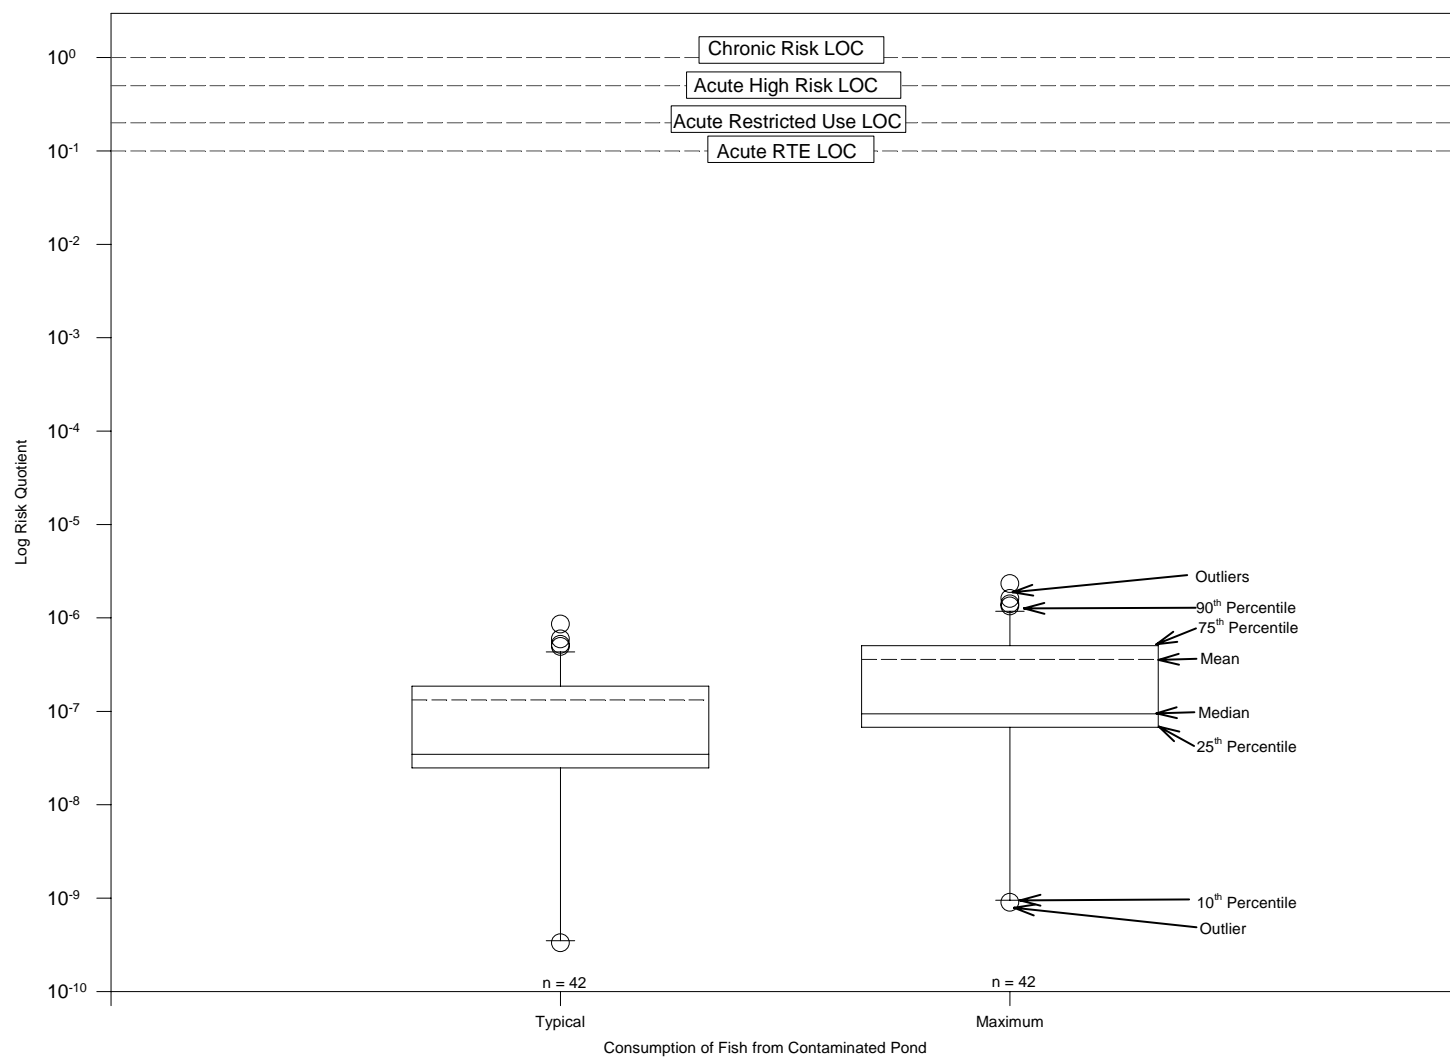 10⁰
Chronic Risk LOC
Acute High Risk LOC
Acute Restricted Use LOC
10⁻¹
Acute RTE LOC
10⁻²
10⁻³
10⁻⁴
Log Risk Quotient
10⁻⁵
Outliers
10⁻⁶
90ᵗʰ Percentile
75ᵗʰ Percentile
Mean
10⁻⁷
Median
25ᵗʰ Percentile
10⁻⁸
10⁻⁹
10ᵗʰ Percentile
Outlier
n = 42
n = 42
10⁻¹⁰
Typical
Maximum
Consumption of Fish from Contaminated Pond